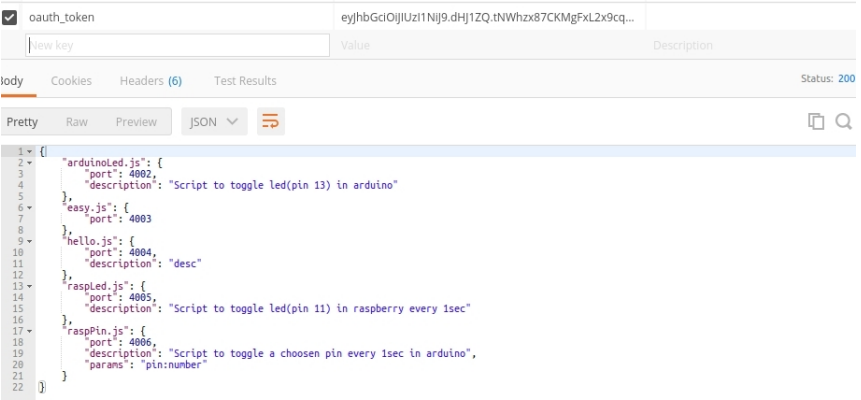 oauth_token eyJhbGciOiJIUzI1NiJ9.dHJ1ZQ.tNWhzx87CKMgFxL2x9cq...
New key Value Description
Body Cookies Headers (6) Test Results Status: 200
Pretty Raw Preview JSON
1 {
2 "arduinoLed.js": {
3 "port": 4002,
4 "description": "Script to toggle led(pin 13) in arduino"
5 },
6 "easy.js": {
7 "port": 4003
8 },
9 "hello.js": {
10 "port": 4004,
11 "description": "desc"
12 },
13 "raspLed.js": {
14 "port": 4005,
15 "description": "Script to toggle led(pin 11) in raspberry every 1sec"
16 },
17 "raspPin.js": {
18 "port": 4006,
19 "description": "Script to toggle a choosen pin every 1sec in arduino",
20 "params": "pin:number"
21 }
22 }